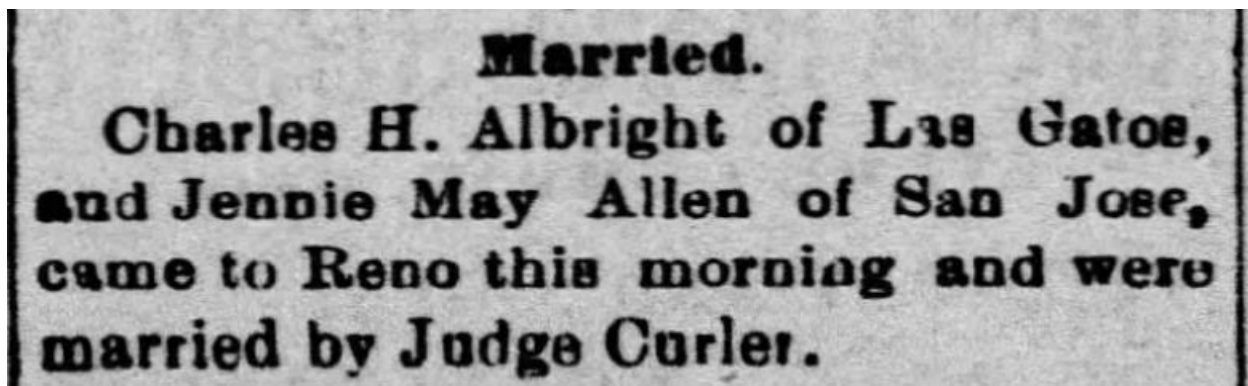 Married.
Charles H. Albright of Las Gatos,
and Jennie May Allen of San Jose,
came to Reno this morning and were
married by Judge Curler.